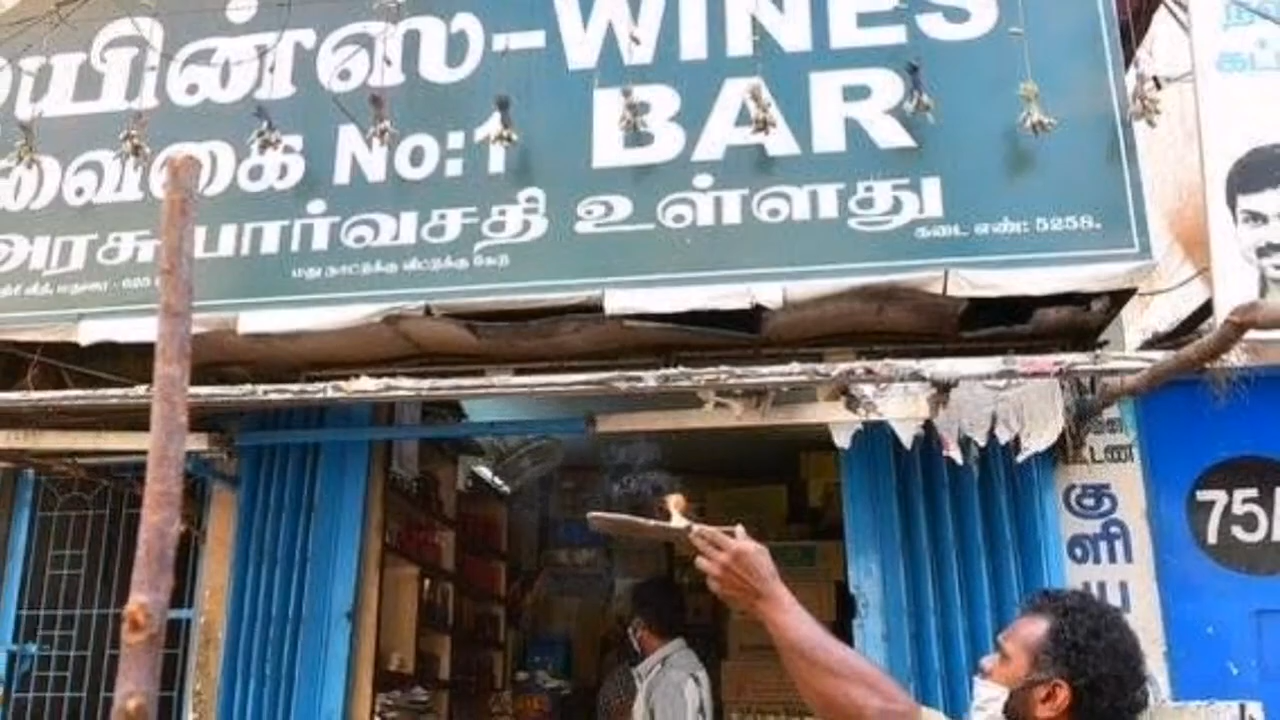 யின்ஸ-WINES
வைகை No:1 BAR
அரசு பார்வசதி உள்ளது
கடை எண்: 5258.
மது நாட்டுக்கு வீட்டுக்கு கேடு
குளிய
75/